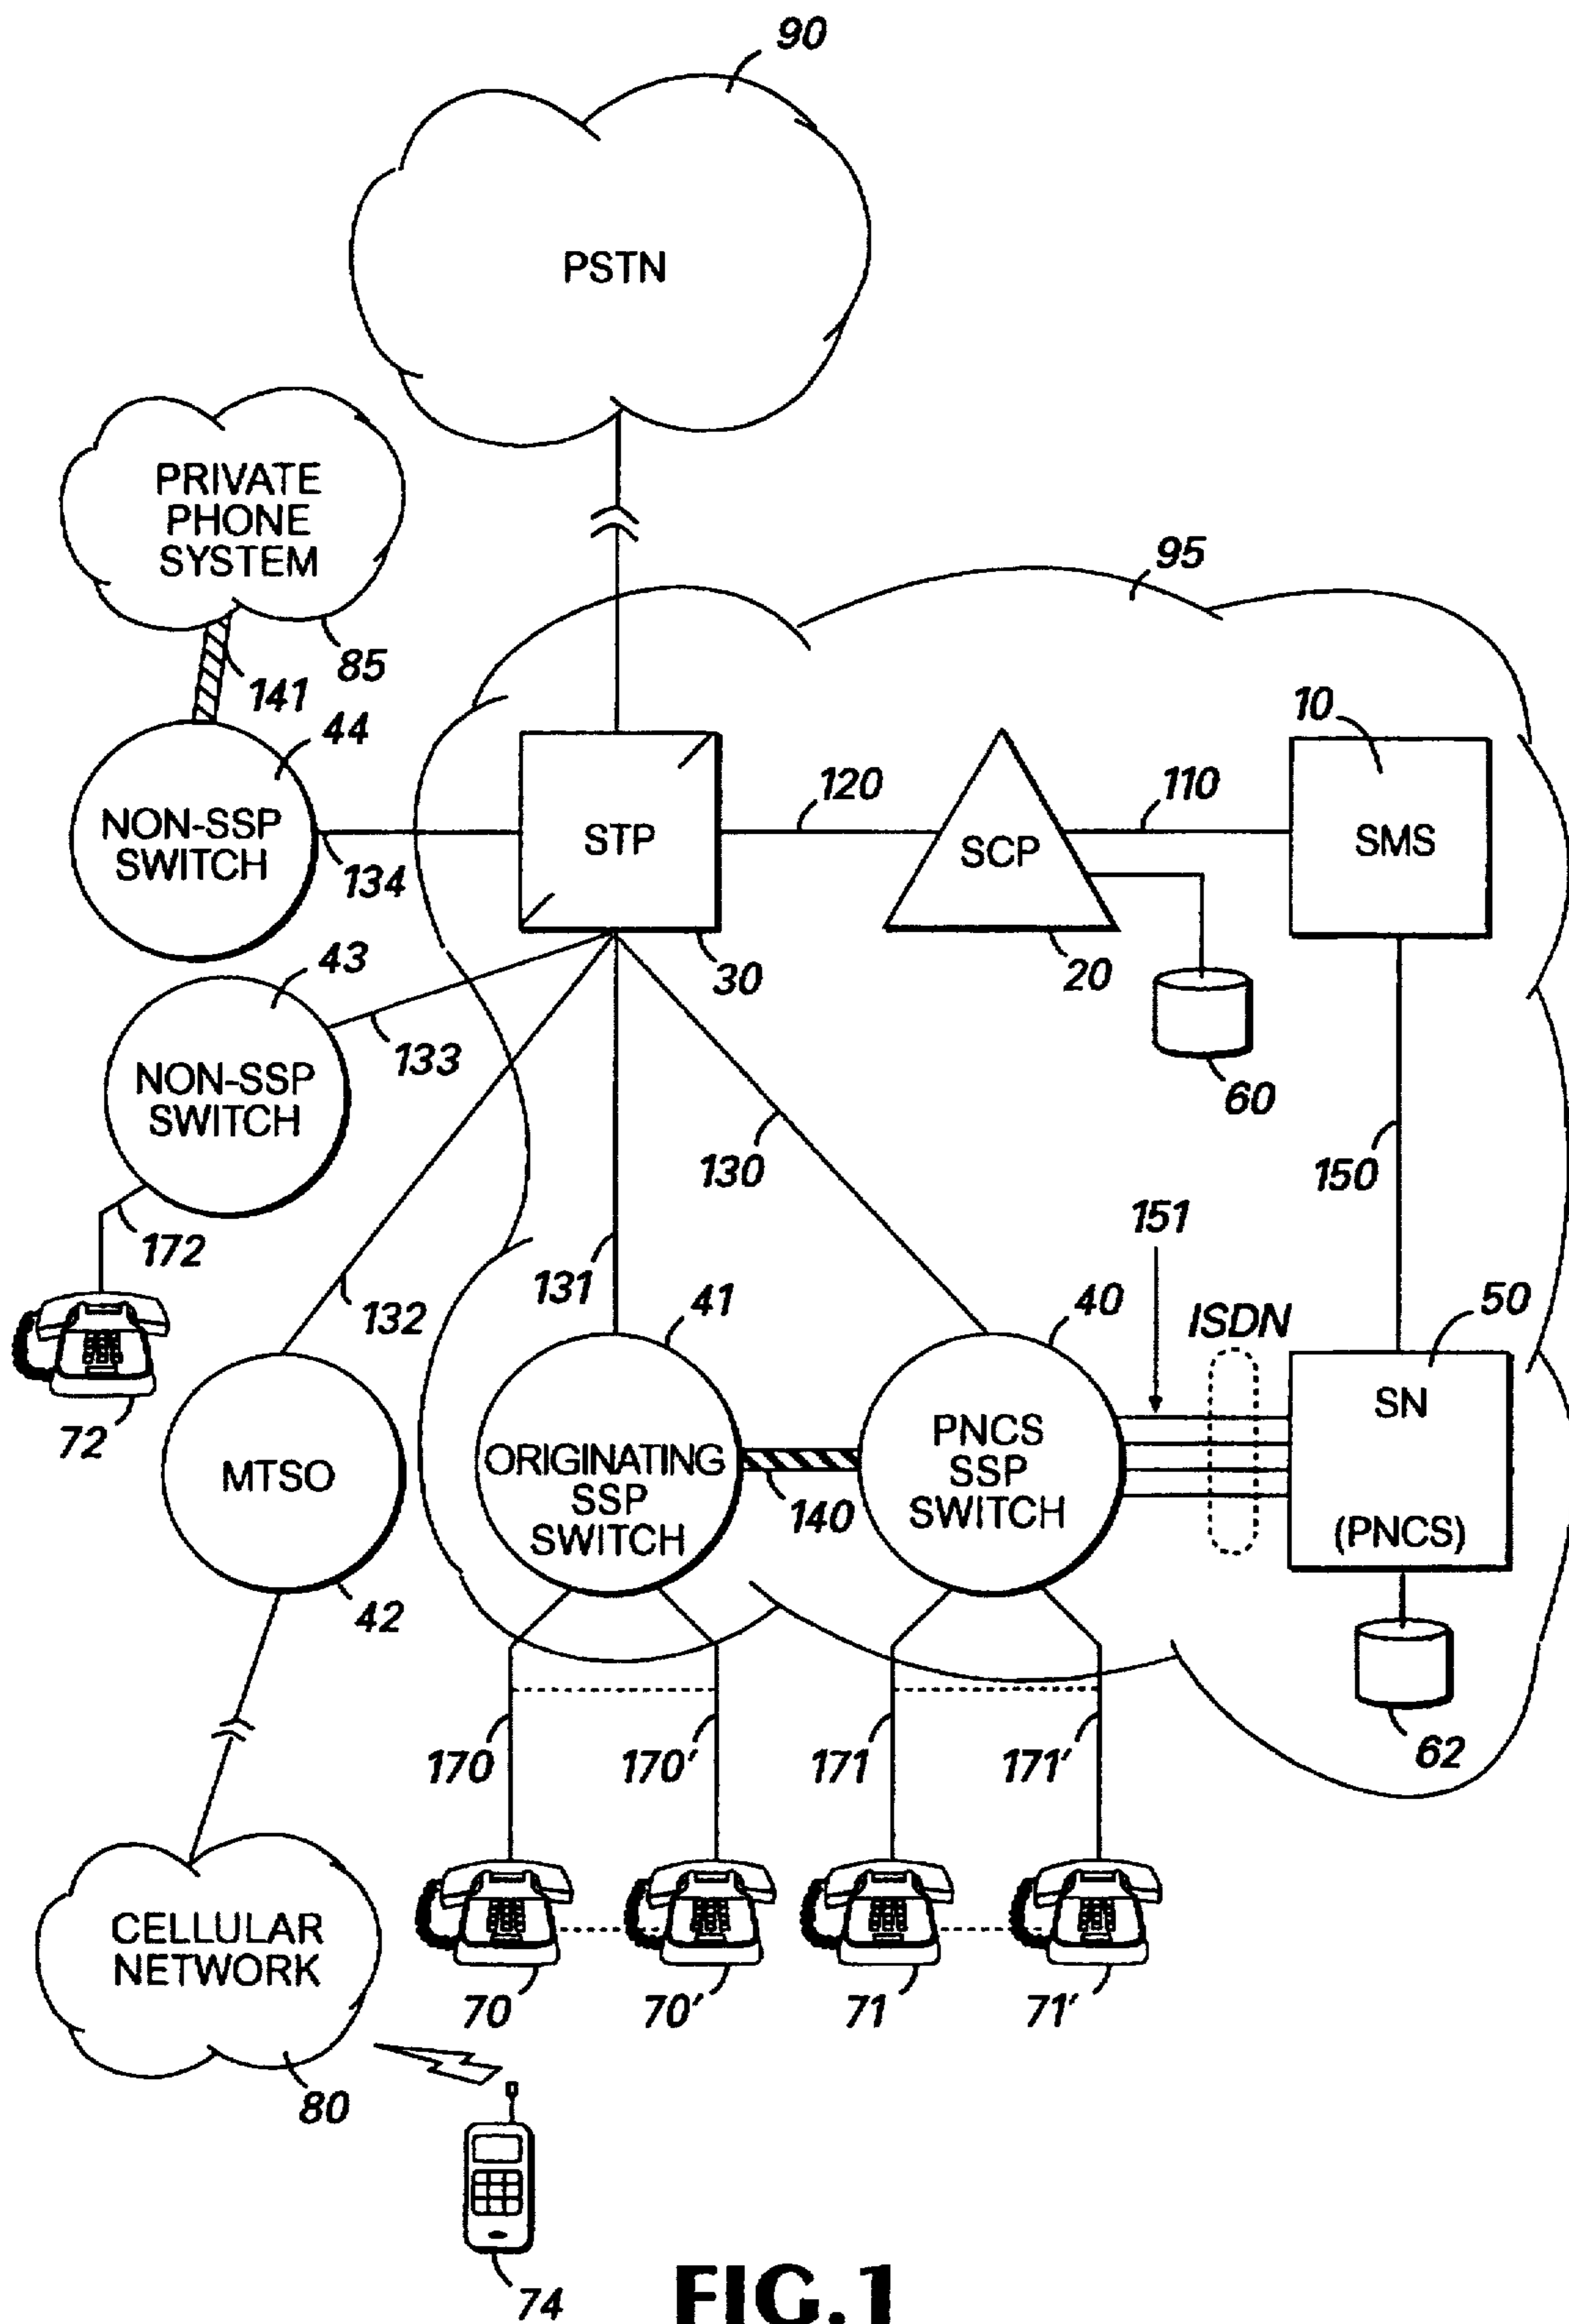 90
PSTN
PRIVATE
PHONE
SYSTEM
85
141
95
44
NON-SSP
SWITCH
134
STP
30
120
SCP
20
110
10
SMS
60
43
NON-SSP
SWITCH
133
172
72
130
150
151
132
131
41
40
ISDN
50
MTSO
42
ORIGINATING
SSP
SWITCH
140
PNCS
SSP
SWITCH
SN
(PNCS)
62
170
170'
171
171'
CELLULAR
NETWORK
80
70
70'
71
71'
74
FIG.1